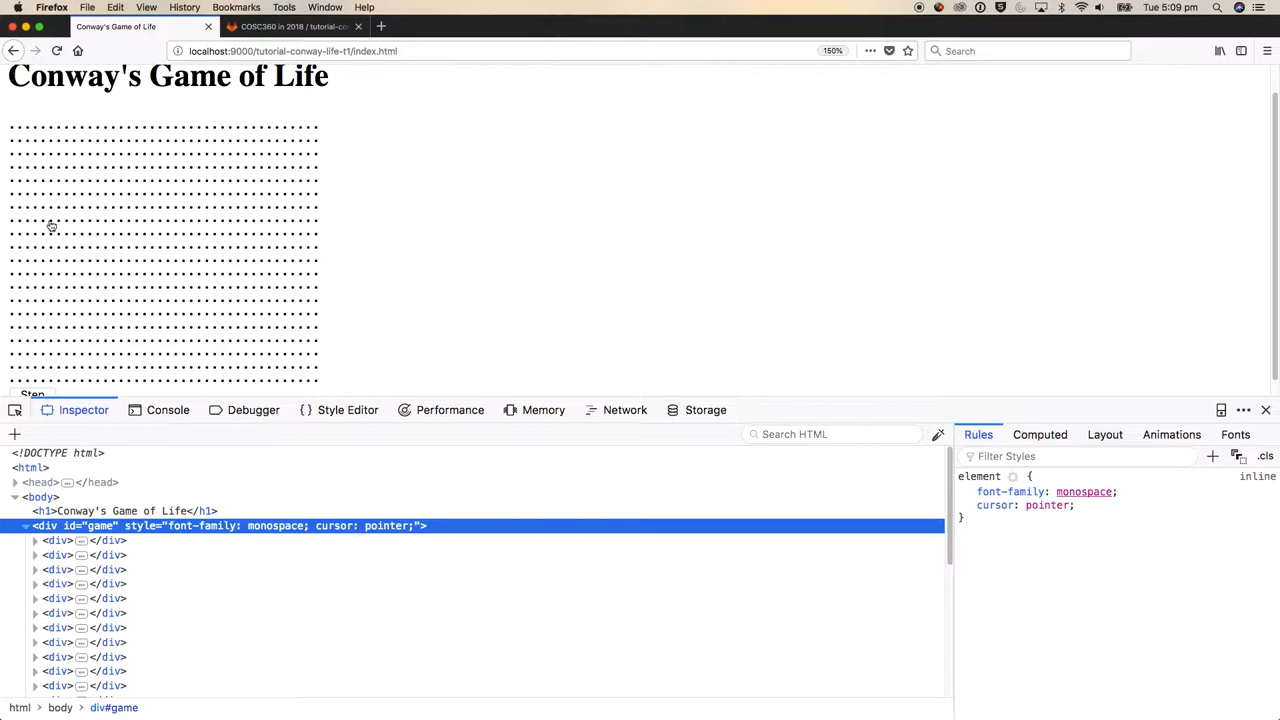 Firefox File Edit View History Bookmarks Tools Window Help Tue 5:09 pm
Conway's Game of Life COSC360 in 2018 / tutorial-co
localhost:9000/tutorial-conway-life-t1/index.html 150% Search
Conway's Game of Life
Step
Inspector Console Debugger { } Style Editor Performance Memory Network Storage
+ Search HTML Rules Computed Layout Animations Fonts
<!DOCTYPE html> Filter Styles + .cls
<html> element { inline
<head> … </head> font-family: monospace;
<body> cursor: pointer;
<h1>Conway's Game of Life</h1> }
<div id="game" style="font-family: monospace; cursor: pointer;">
<div> … </div>
<div> … </div>
<div> … </div>
<div> … </div>
<div> … </div>
<div> … </div>
<div> … </div>
<div> … </div>
<div> … </div>
<div> … </div>
<div> … </div>
html body div#game